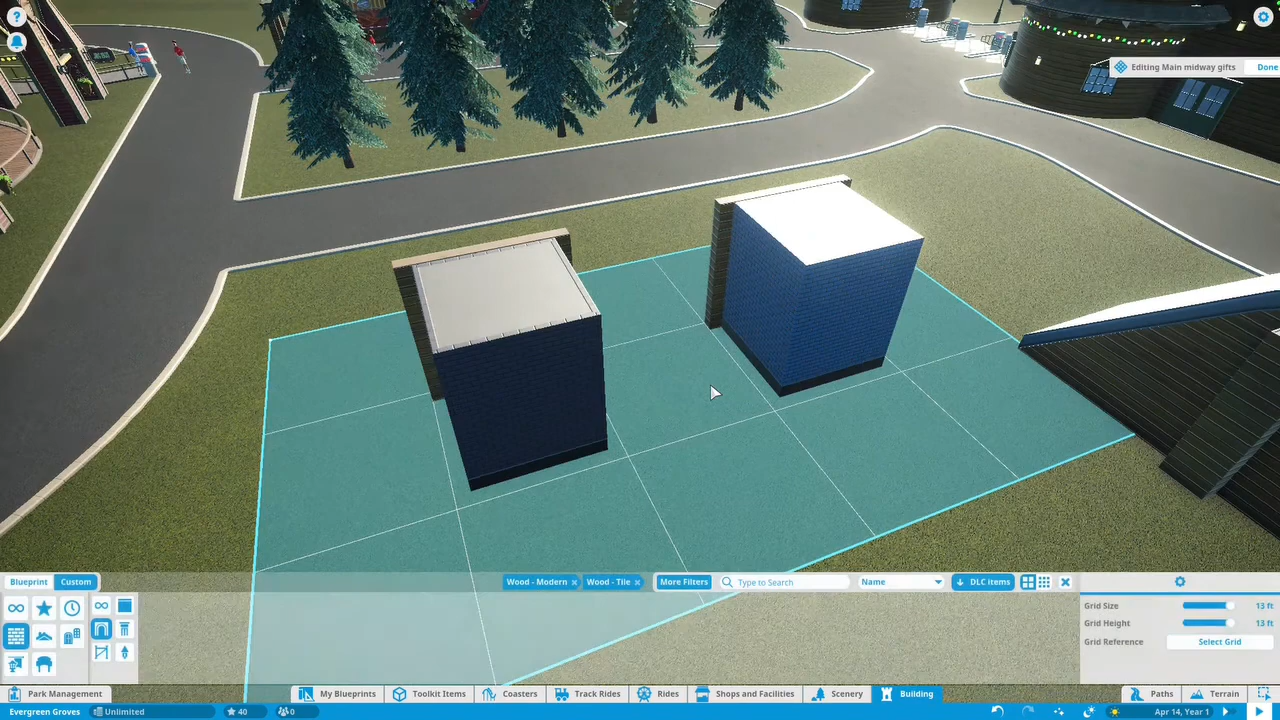 ?
Editing Main midway gifts Done
Blueprint Custom
Wood - Modern × Wood - Tile × More Filters Type to Search Name DLC items
Grid Size 13 ft
Grid Height 13 ft
Grid Reference Select Grid
Park Management My Blueprints Toolkit Items Coasters Track Rides Rides Shops and Facilities Scenery Building Paths Terrain
Evergreen Groves Unlimited 40 0 Apr 14, Year 1